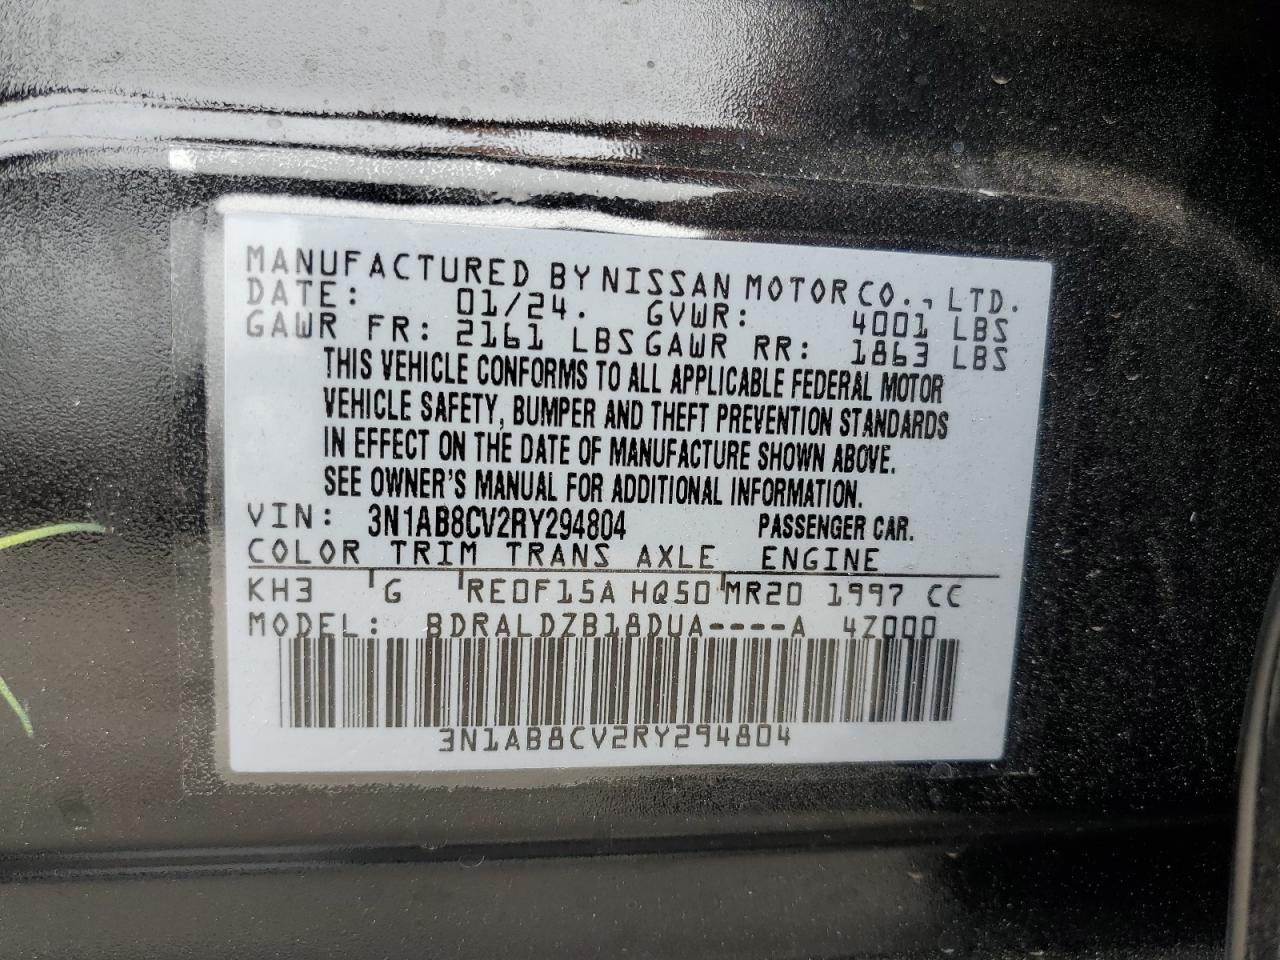 MANUFACTURED BY NISSAN MOTOR CO., LTD.
DATE: 01/24. GVWR: 4001 LBS
GAWR FR: 2161 LBS GAWR RR: 1863 LBS
THIS VEHICLE CONFORMS TO ALL APPLICABLE FEDERAL MOTOR
VEHICLE SAFETY, BUMPER AND THEFT PREVENTION STANDARDS
IN EFFECT ON THE DATE OF MANUFACTURE SHOWN ABOVE.
SEE OWNER'S MANUAL FOR ADDITIONAL INFORMATION.
VIN: 3N1AB8CV2RY294804 PASSENGER CAR.
COLOR TRIM TRANS AXLE ENGINE
KH3 G RE0F15A HQ50 MR20 1997 CC
MODEL: BDRALDZB18DUA----A 4Z000
3N1AB8CV2RY294804